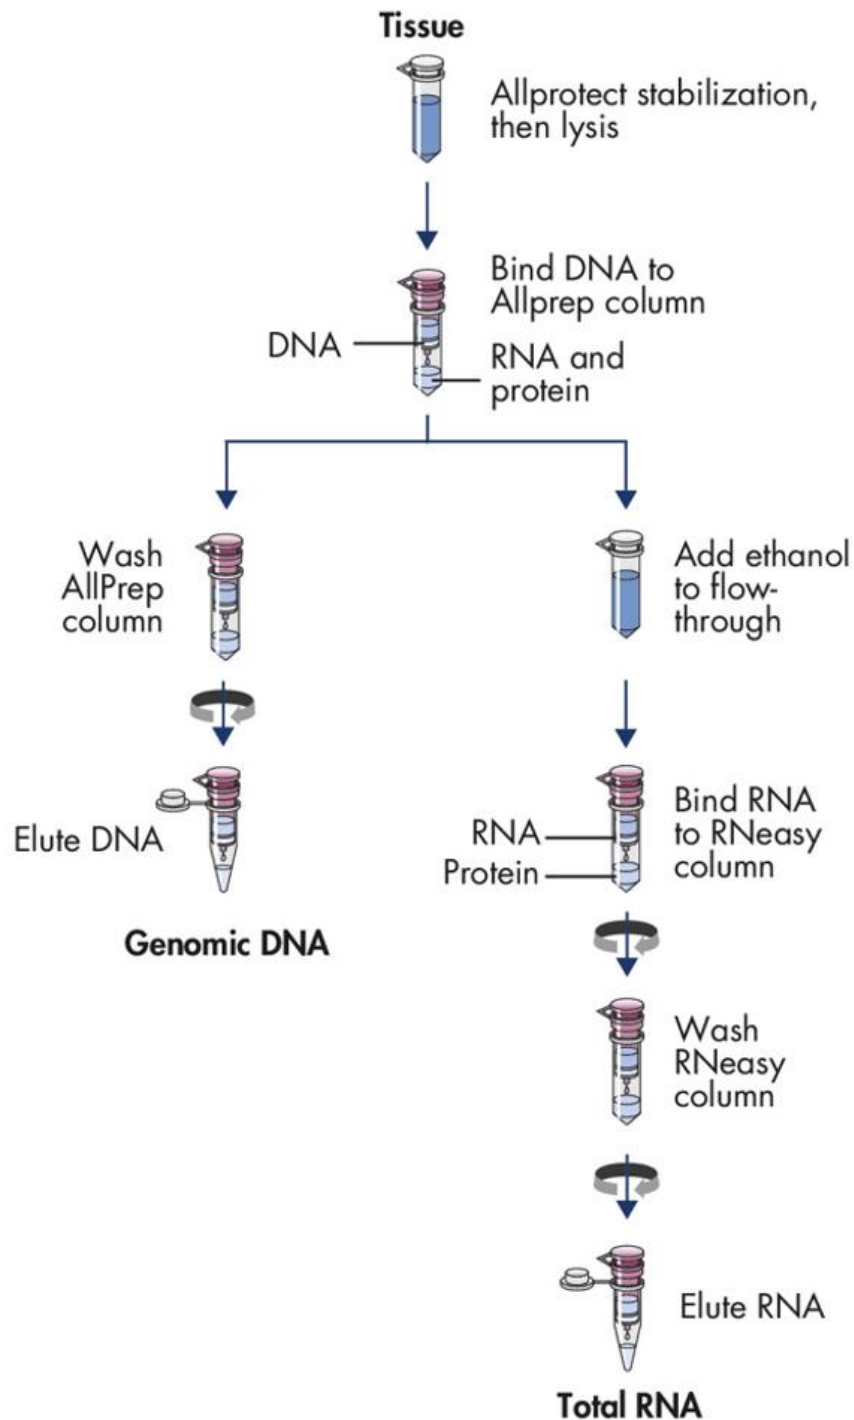 Tissue
Allprotect stabilization,
then lysis
Bind DNA to
Allprep column
DNA
RNA and
protein
Wash
AllPrep
column
Add ethanol
to flow-
through
Elute DNA
Genomic DNA
Bind RNA
to RNeasy
column
RNA
Protein
Wash
RNeasy
column
Elute RNA
Total RNA